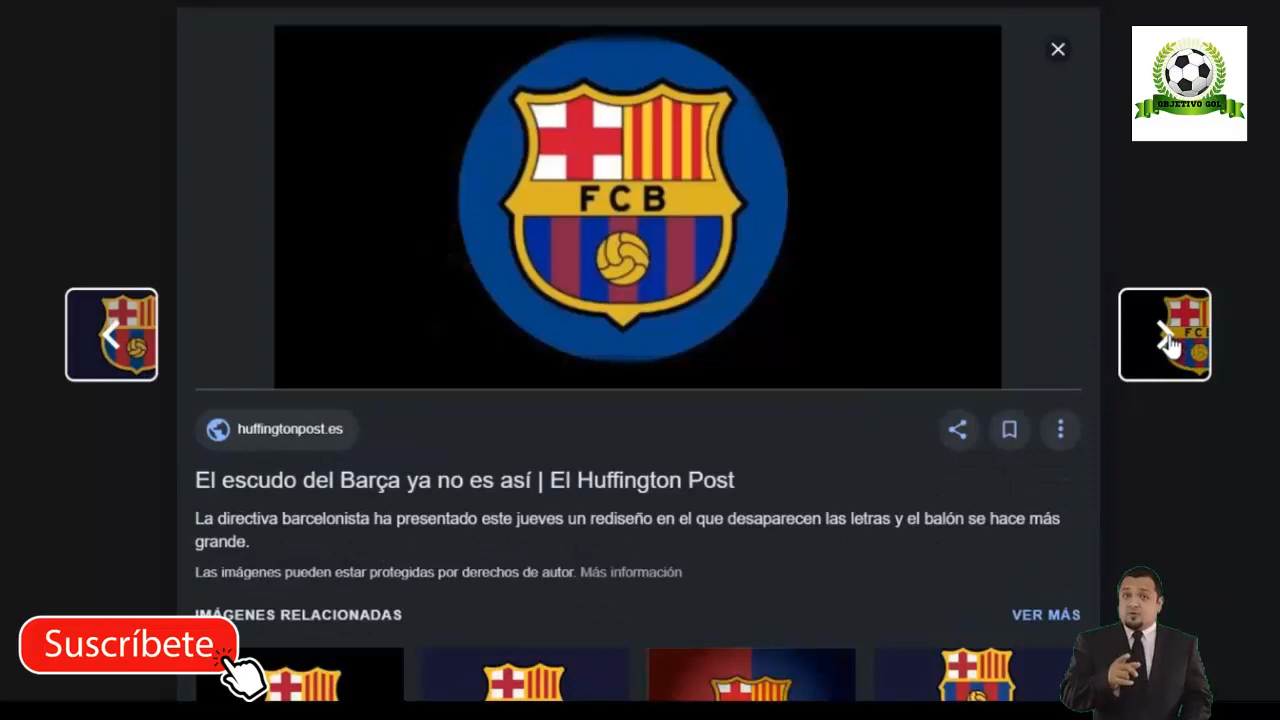 OBJETIVO GOL
FCB
huffingtonpost.es
El escudo del Barça ya no es así | El Huffington Post
La directiva barcelonista ha presentado este jueves un rediseño en el que desaparecen las letras y el balón se hace más
grande.
Las imágenes pueden estar protegidas por derechos de autor. Más información
IMÁGENES RELACIONADAS
VER MÁS
Suscríbete